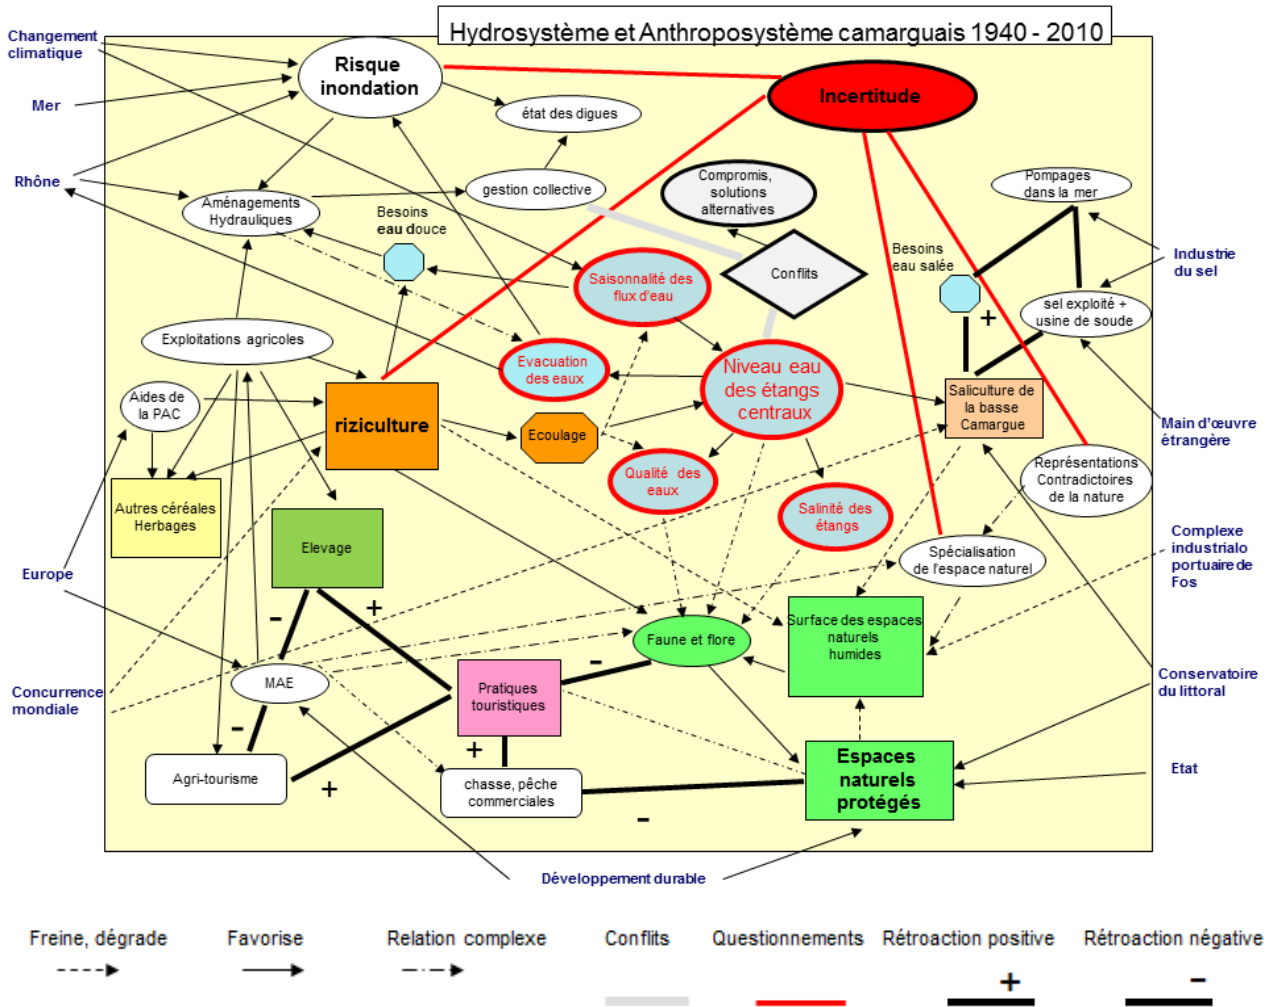 Hydrosystème et Anthroposystème camarguais 1940 - 2010
Changement
climatique
Mer
Rhône
Europe
Concurrence
mondiale
Risque
inondation
état des digues
Incertitude
gestion collective
Aménagements
Hydrauliques
Besoins
eau douce
Compromis,
solutions
alternatives
Conflits
Pompages
dans la mer
Besoins
eau salée
Industrie
du sel
sel exploité +
usine de soude
+
Saisonnalité des
flux d'eau
Exploitations agricoles
Evacuation
des eaux
Niveau eau
des étangs
centraux
Saliculture de
la basse
Camargue
Main d'œuvre
étrangère
Aides de
la PAC
riziculture
Ecoulage
Qualité des
eaux
Salinité des
étangs
Représentations
Contradictoires
de la nature
Autres céréales
Herbages
Elevage
Spécialisation
de l'espace naturel
Complexe
industrialo
portuaire de
Fos
-
+
Faune et flore
Surface des espaces
naturels
humides
MAE
Pratiques
touristiques
-
Conservatoire
du littoral
-
Agri-tourisme
+
+
chasse, pêche
commerciales
-
Espaces
naturels
protégés
Etat
Développement durable
Freine, dégrade
Favorise
Relation complexe
Conflits
Questionnements
Rétroaction positive
+
Rétroaction négative
-